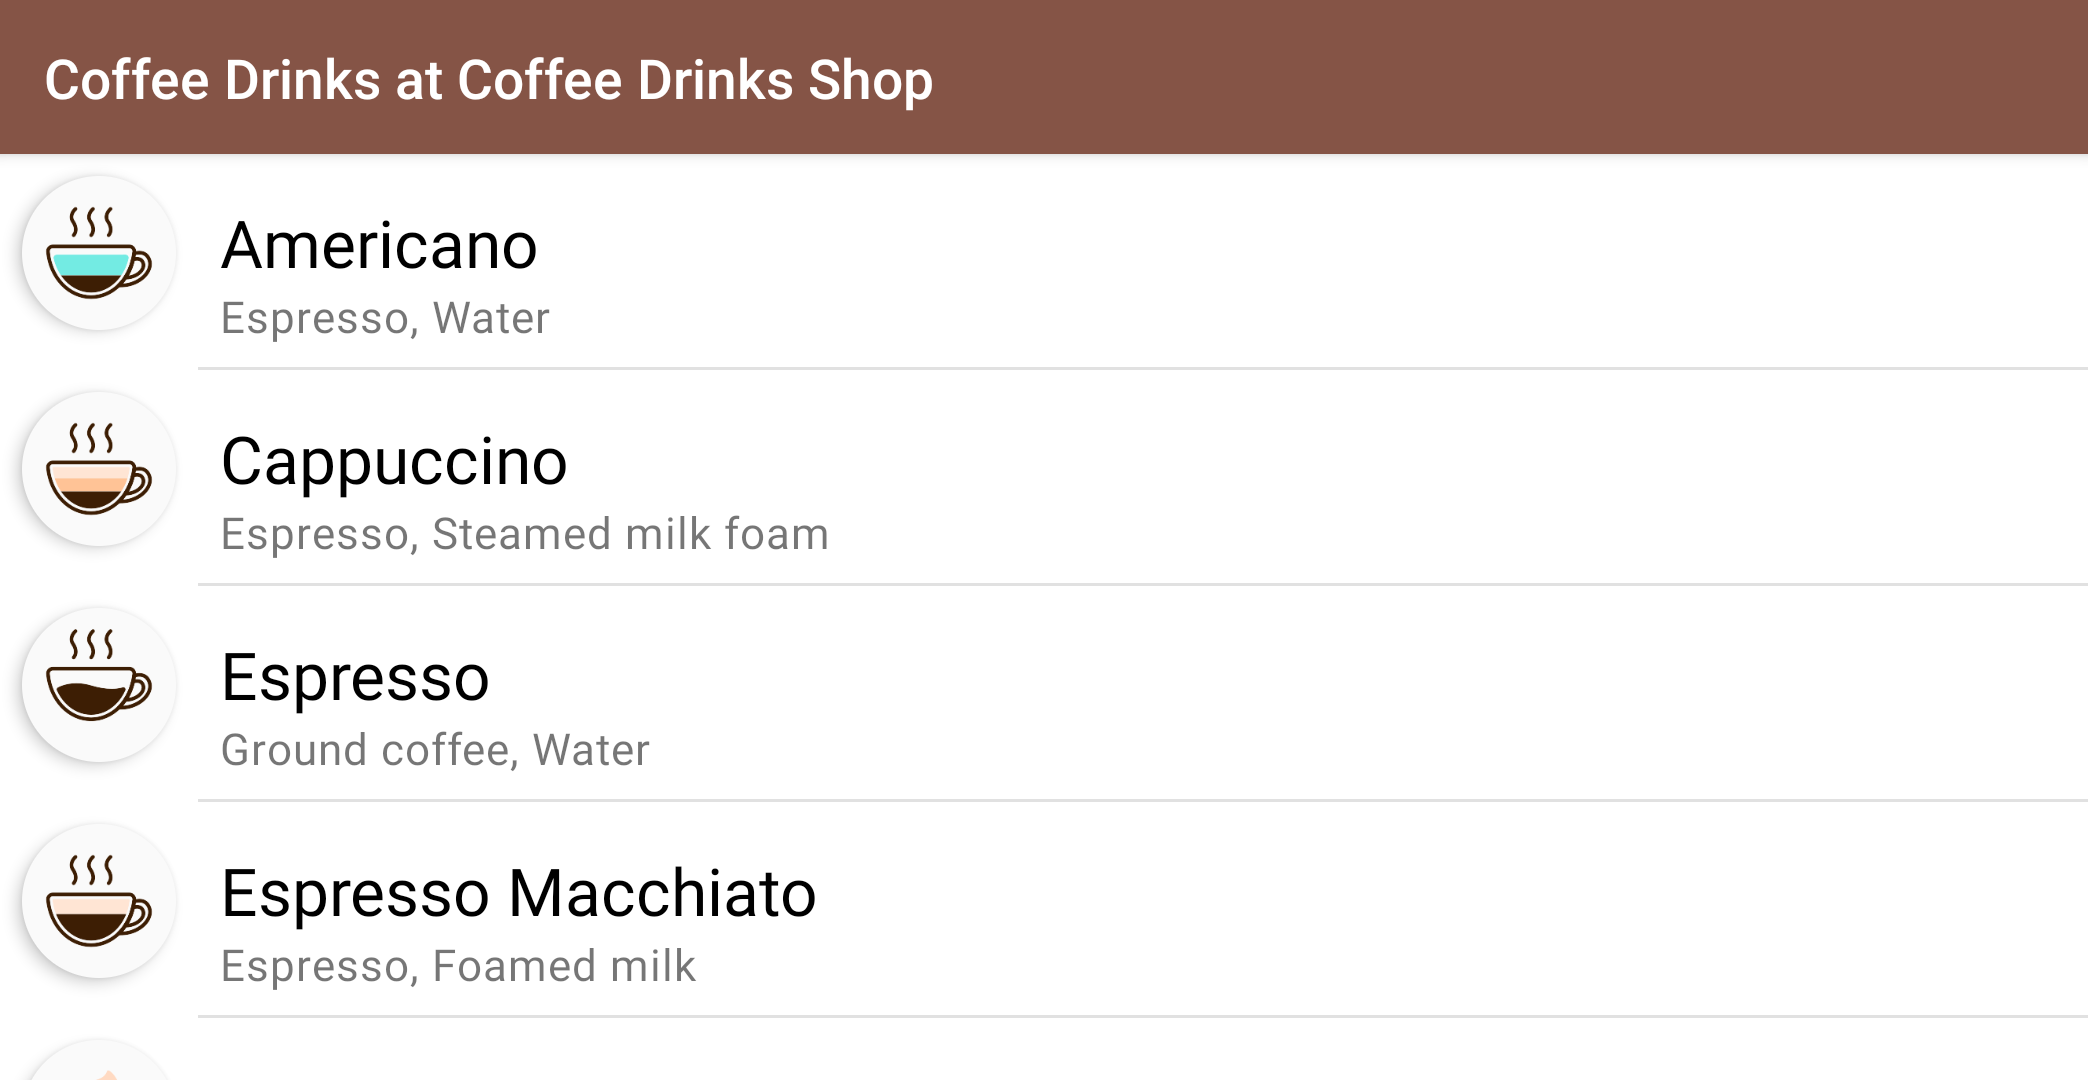 Coffee Drinks at Coffee Drinks Shop
Americano
Espresso, Water
Cappuccino
Espresso, Steamed milk foam
Espresso
Ground coffee, Water
Espresso Macchiato
Espresso, Foamed milk